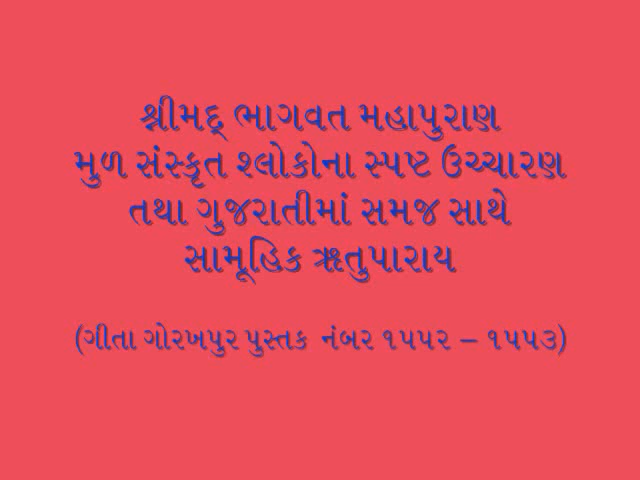 શ્રીમદ્ ભાગવત મહાપુરાણ
મુળ સંસ્કૃત શ્લોકોના સ્પષ્ટ ઉચ્ચારણ
તથા ગુજરાતીમાં સમજ સાથે
સામૂહિક ઋતુપારાય
(ગીતા ગોરખપુર પુસ્તક નંબર ૧૫૫૨ – ૧૫૫૩)